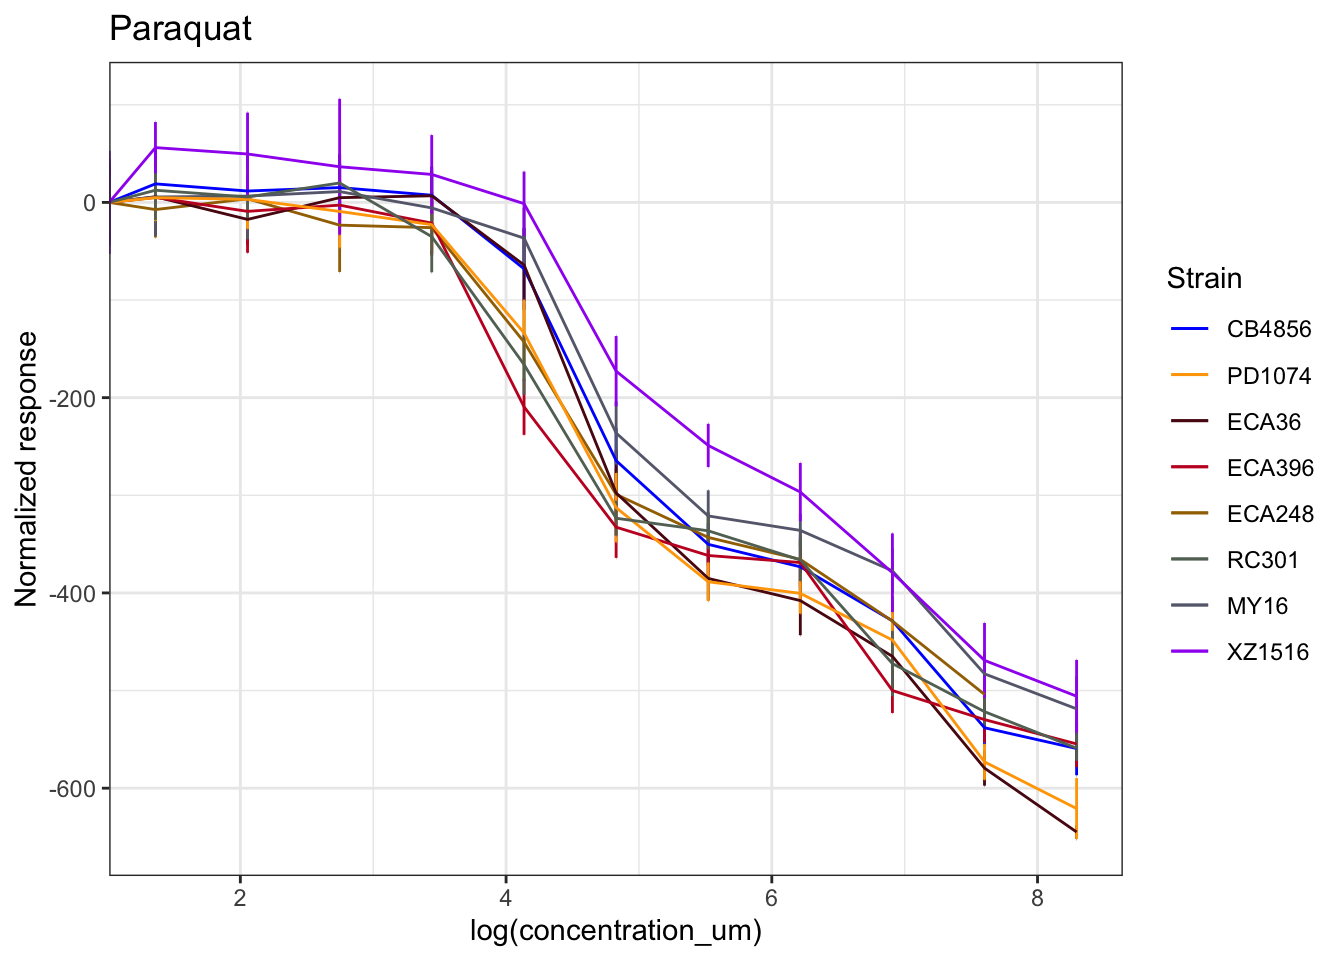 Paraquat
Normalized response
0
-200
-400
-600
2
4
6
8
log(concentration_um)
Strain
CB4856
PD1074
ECA36
ECA396
ECA248
RC301
MY16
XZ1516